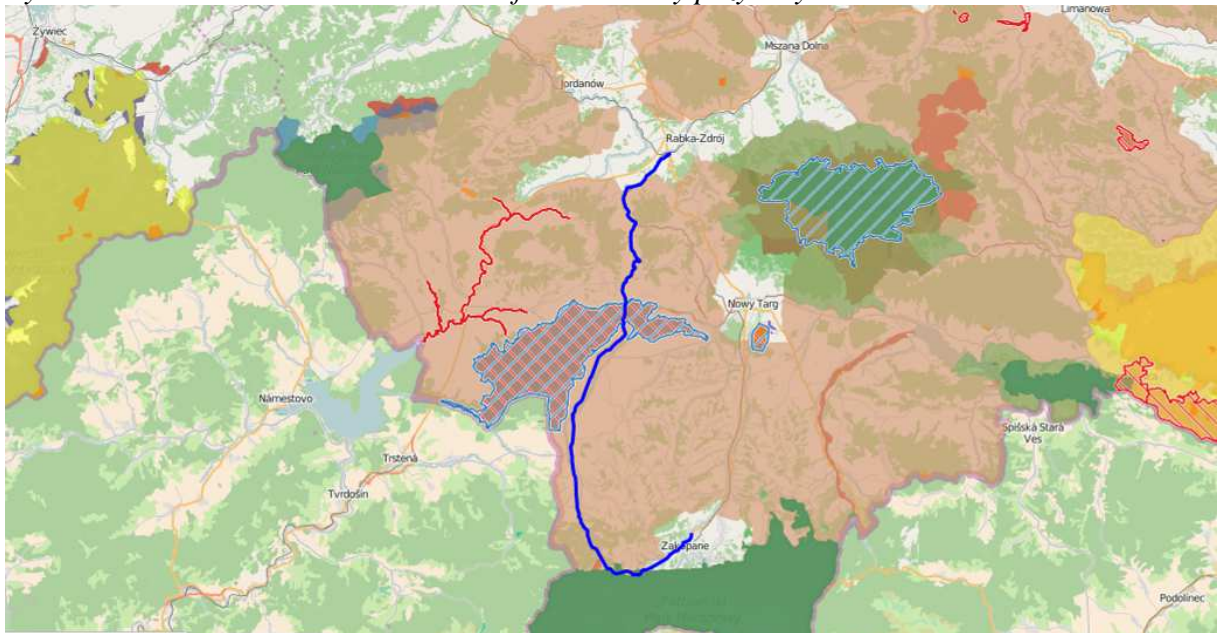 Limanowa
Żywiec
Mszana Dolna
Jordanów
Rabka-Zdrój
Nowy Targ
Námestovo
Spišská Stará
Ves
Trstená
Tvrdošín
Zakopane
Podolínec